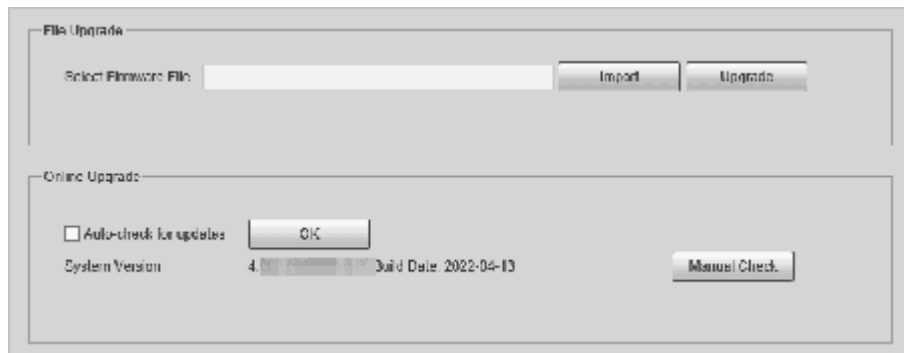 File Upgrade
Select Firmware File Import Upgrade
Online Upgrade
Auto-check for updates OK
System Version 4. Build Date: 2022-04-13 Manual Check